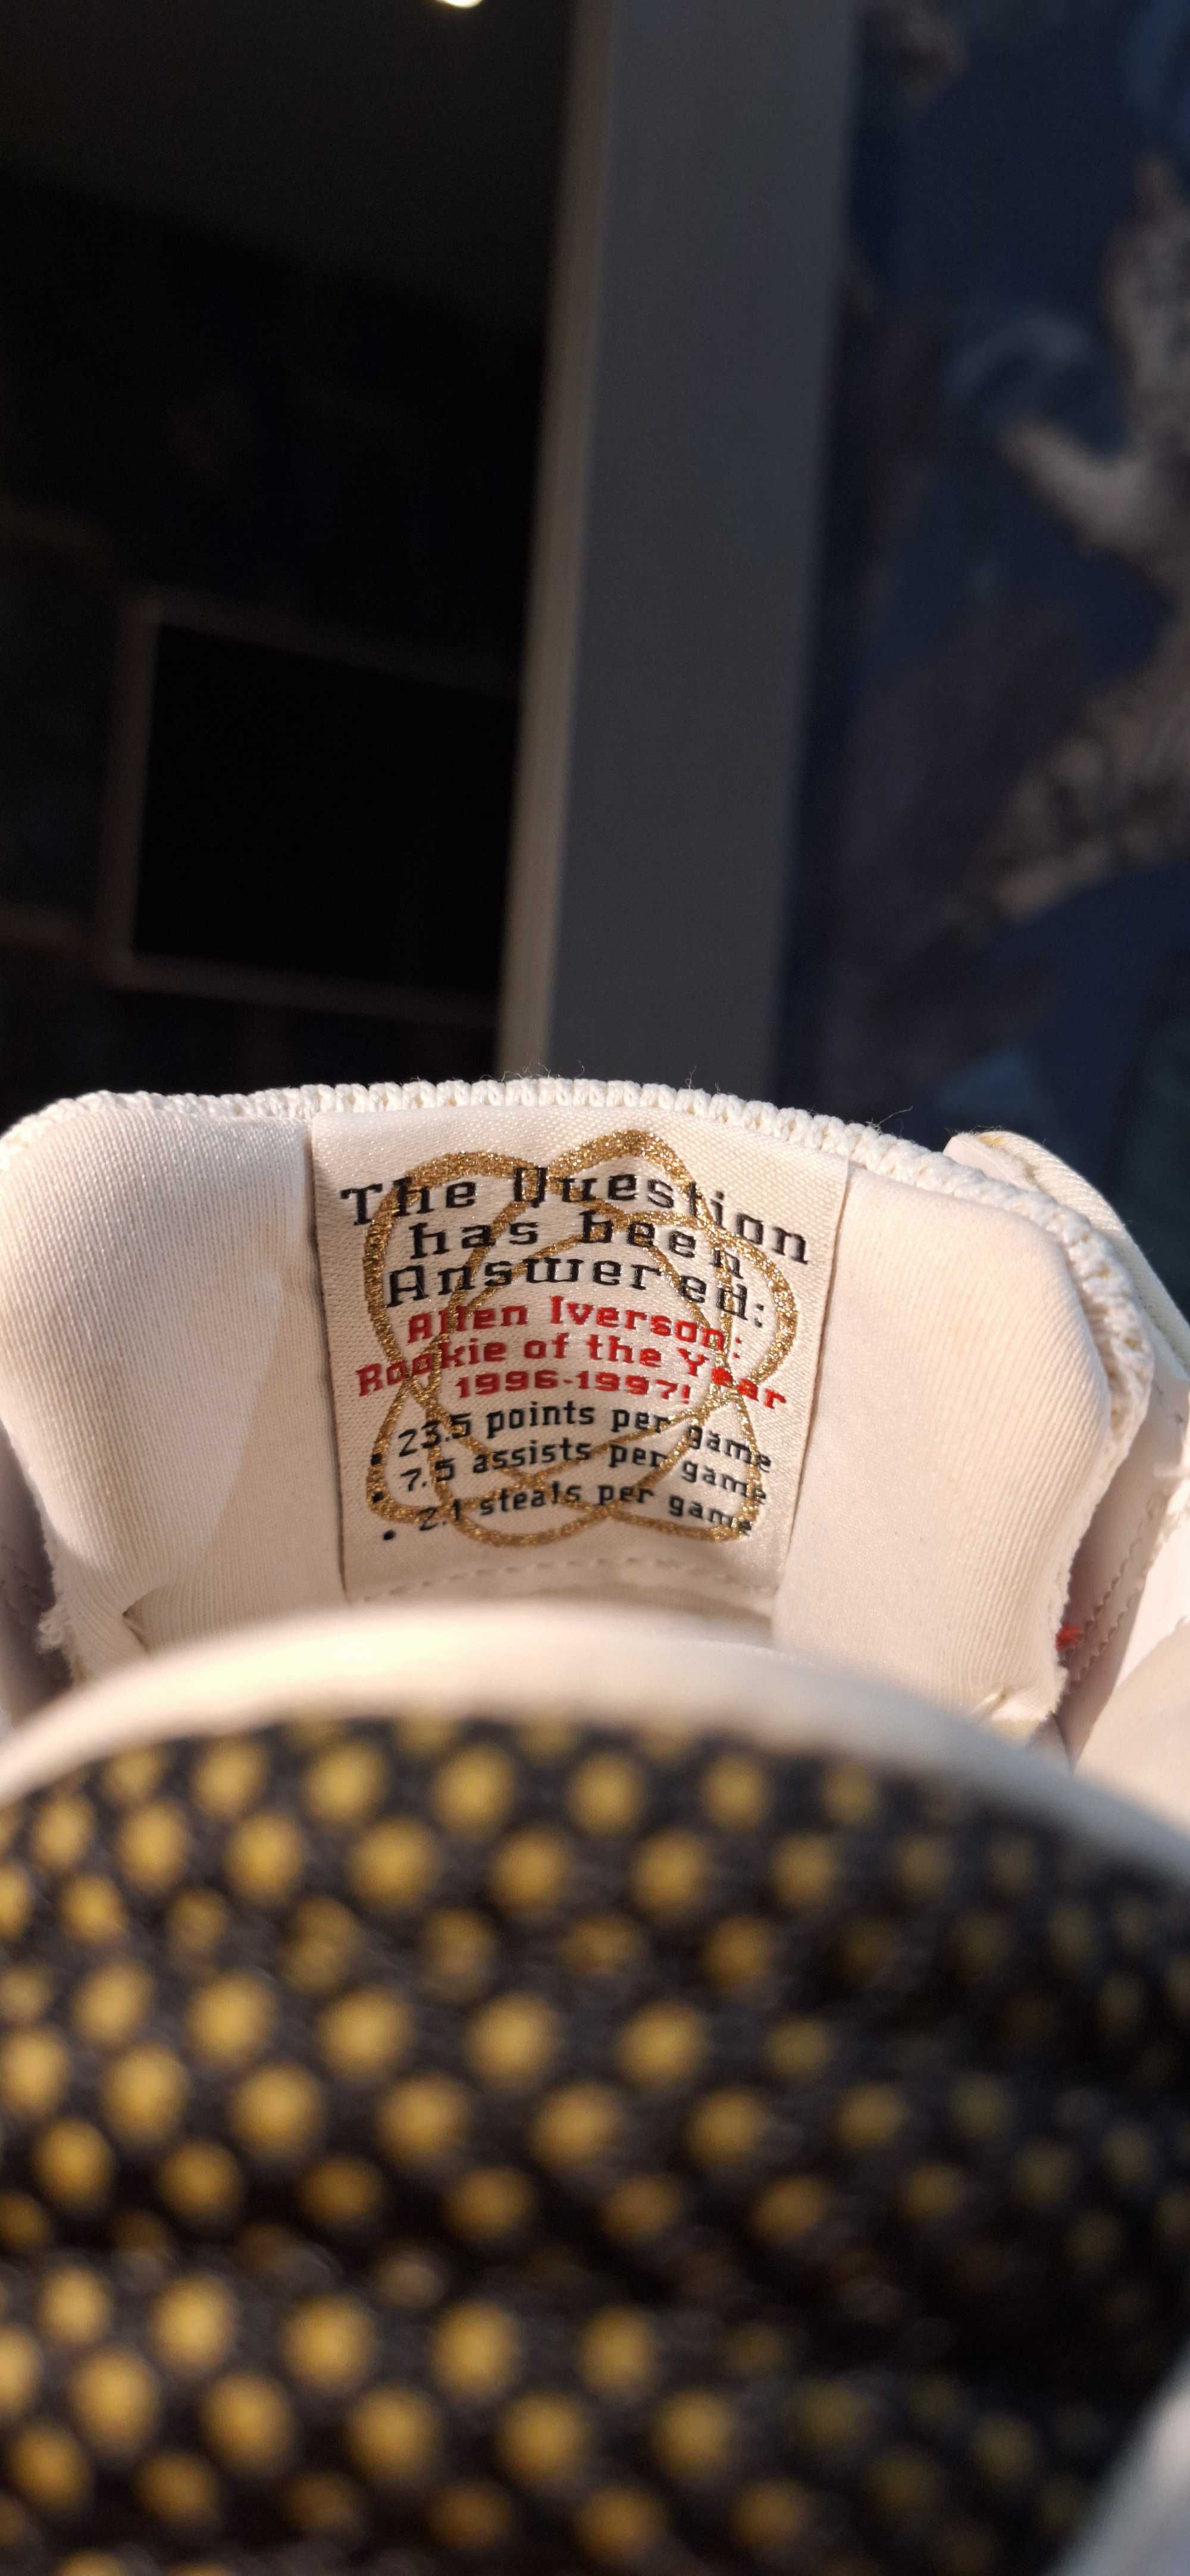 The Question
has been
Answered:
Allen Iverson:
Rookie of the Year
1996-1997!
• 23.5 points per game
• 7.5 assists per game
• 2.1 steals per game